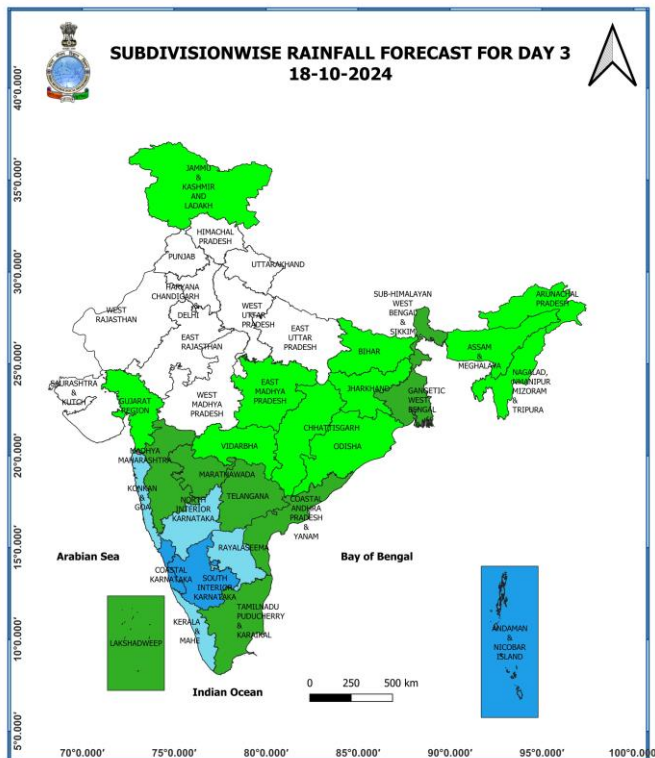 SUBDIVISIONWISE RAINFALL FORECAST FOR DAY 3
18-10-2024
40°0.000'
35°0.000'
30°0.000'
25°0.000'
20°0.000'
15°0.000'
10°0.000'
5°0.000'
JAMMU
&
KASHMIR
AND
LADAKH
HIMACHAL
PRADESH
PUNJAB
UTTARAKHAND
HARYANA
CHANDIGARH
DELHI
WEST
RAJASTHAN
WEST
UTTAR
PRADESH
EAST
RAJASTHAN
EAST
UTTAR
PRADESH
SUB-HIMALAYAN
WEST
BENGAL
&
SIKKIM
ARUNACHAL
PRADESH
ASSAM
&
MEGHALAYA
NAGALAD,
MANIPUR
MIZORAM
&
TRIPURA
BIHAR
SAURASHTRA
&
KUTCH
GUJARAT
REGION
WEST
MADHYA
PRADESH
EAST
MADHYA
PRADESH
JHARKHAND
GANGETIC
WEST
BENGAL
CHHATTISGARH
ODISHA
VIDARBHA
MADHYA
MAHARASHTRA
MARATHWADA
KONKAN
&
GOA
NORTH
INTERIOR
KARNATAKA
TELANGANA
COASTAL
ANDHRA
PRADESH
&
YANAM
RAYALASEEMA
Arabian Sea
Bay of Bengal
COASTAL
KARNATAKA
SOUTH
INTERIOR
KARNATAKA
TAMILNADU
PUDUCHERRY
&
KARAIKAL
KERALA
&
MAHE
LAKSHADWEEP
ANDAMAN
&
NICOBAR
ISLAND
Indian Ocean
0 250 500 km
70°0.000' 75°0.000' 80°0.000' 85°0.000' 90°0.000' 95°0.000' 100°0.000'